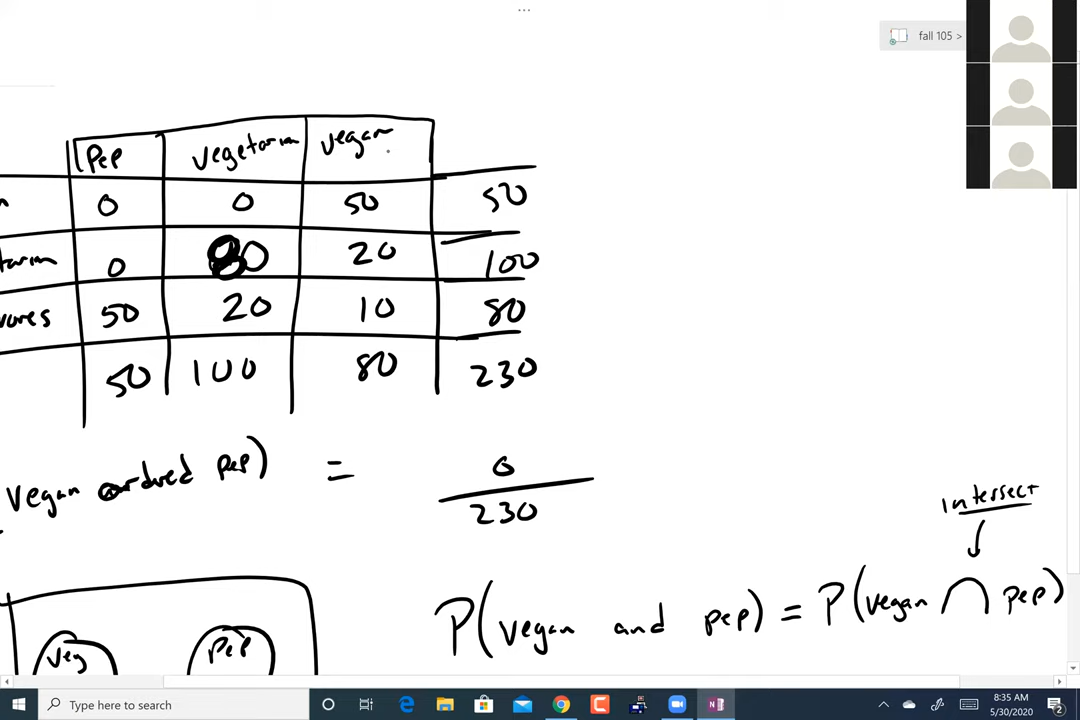 fall 105 >
Pep vegetarian vegan
0 0 50 50
0 80 20 100
50 20 10 80
50 100 80 230
vegan ordred pep) = 0
230
intersect
P(vegan and pep) = P(vegan ∩ pep)
veg pep
Type here to search
8:35 AM
5/30/2020
2